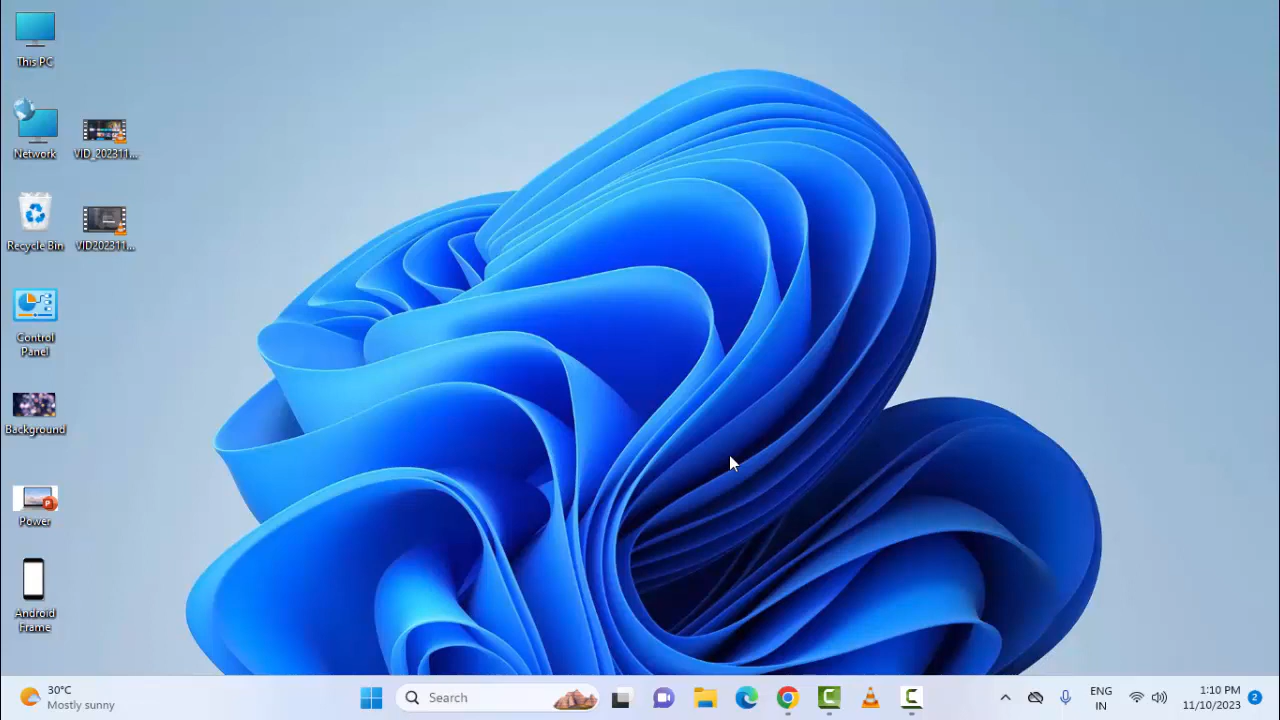 This PC
Network
VID_202311...
Recycle Bin
VID202311...
Control
Panel
Background
Power
Android
Frame
30°C
Mostly sunny
Search
ENG
IN
1:10 PM
11/10/2023
2